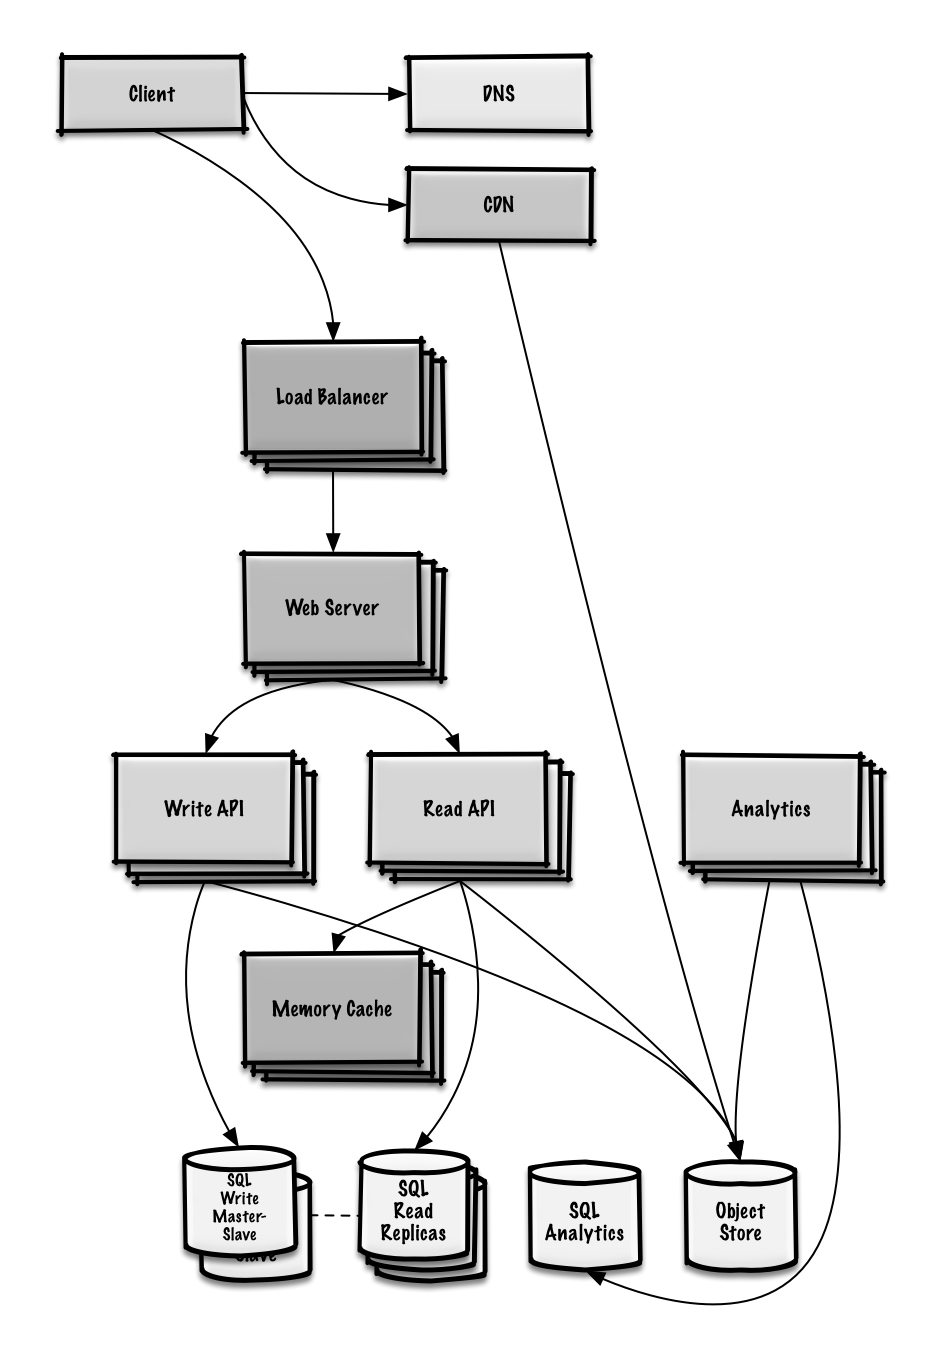 Client
DNS
CDN
Load Balancer
Web Server
Write API
Read API
Analytics
Memory Cache
SQL
Write
Master-
Slave
Slave
SQL
Read
Replicas
SQL
Analytics
Object
Store